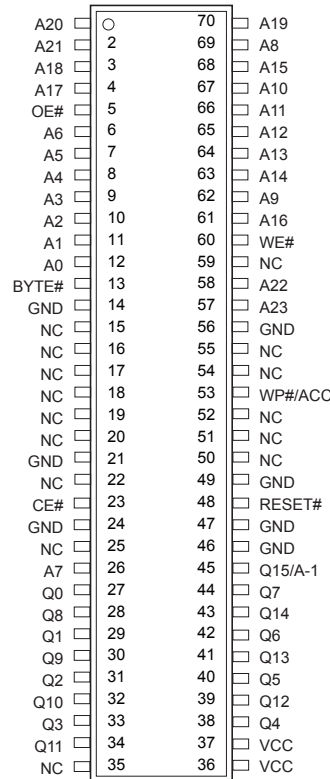 A20 70 A19
A21 2 69 A8
A18 3 68 A15
A17 4 67 A10
OE# 5 66 A11
A6 6 65 A12
A5 7 64 A13
A4 8 63 A14
A3 9 62 A9
A2 10 61 A16
A1 11 60 WE#
A0 12 59 NC
BYTE# 13 58 A22
GND 14 57 A23
NC 15 56 GND
NC 16 55 NC
NC 17 54 NC
NC 18 53 WP#/ACC
NC 19 52 NC
NC 20 51 NC
GND 21 50 NC
NC 22 49 GND
CE# 23 48 RESET#
GND 24 47 GND
NC 25 46 GND
A7 26 45 Q15/A-1
Q0 27 44 Q7
Q8 28 43 Q14
Q1 29 42 Q6
Q9 30 41 Q13
Q2 31 40 Q5
Q10 32 39 Q12
Q3 33 38 Q4
Q11 34 37 VCC
NC 35 36 VCC